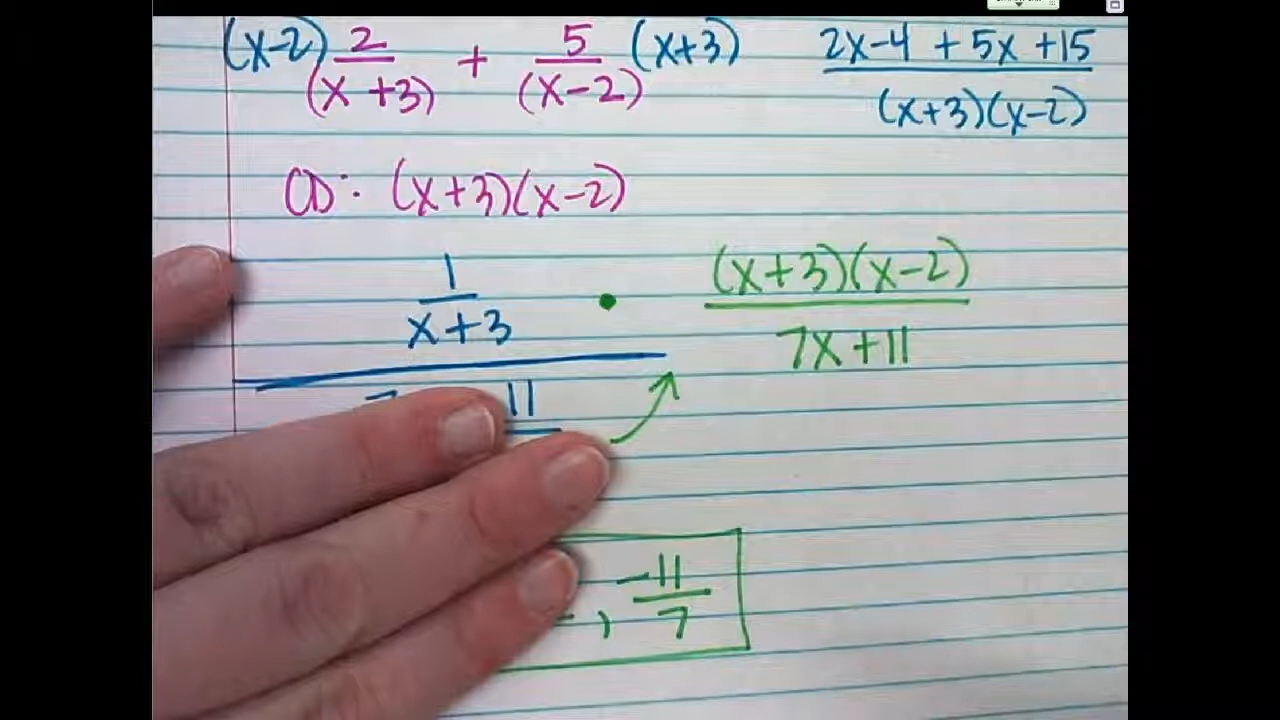 (x-2) 2/(x+3) + 5/(x-2) (x+3)
2x-4 + 5x +15 / (x+3)(x-2)
CD: (x+3)(x-2)
1/(x+3) • (x+3)(x-2)/(7x+11)
11
, -11/7